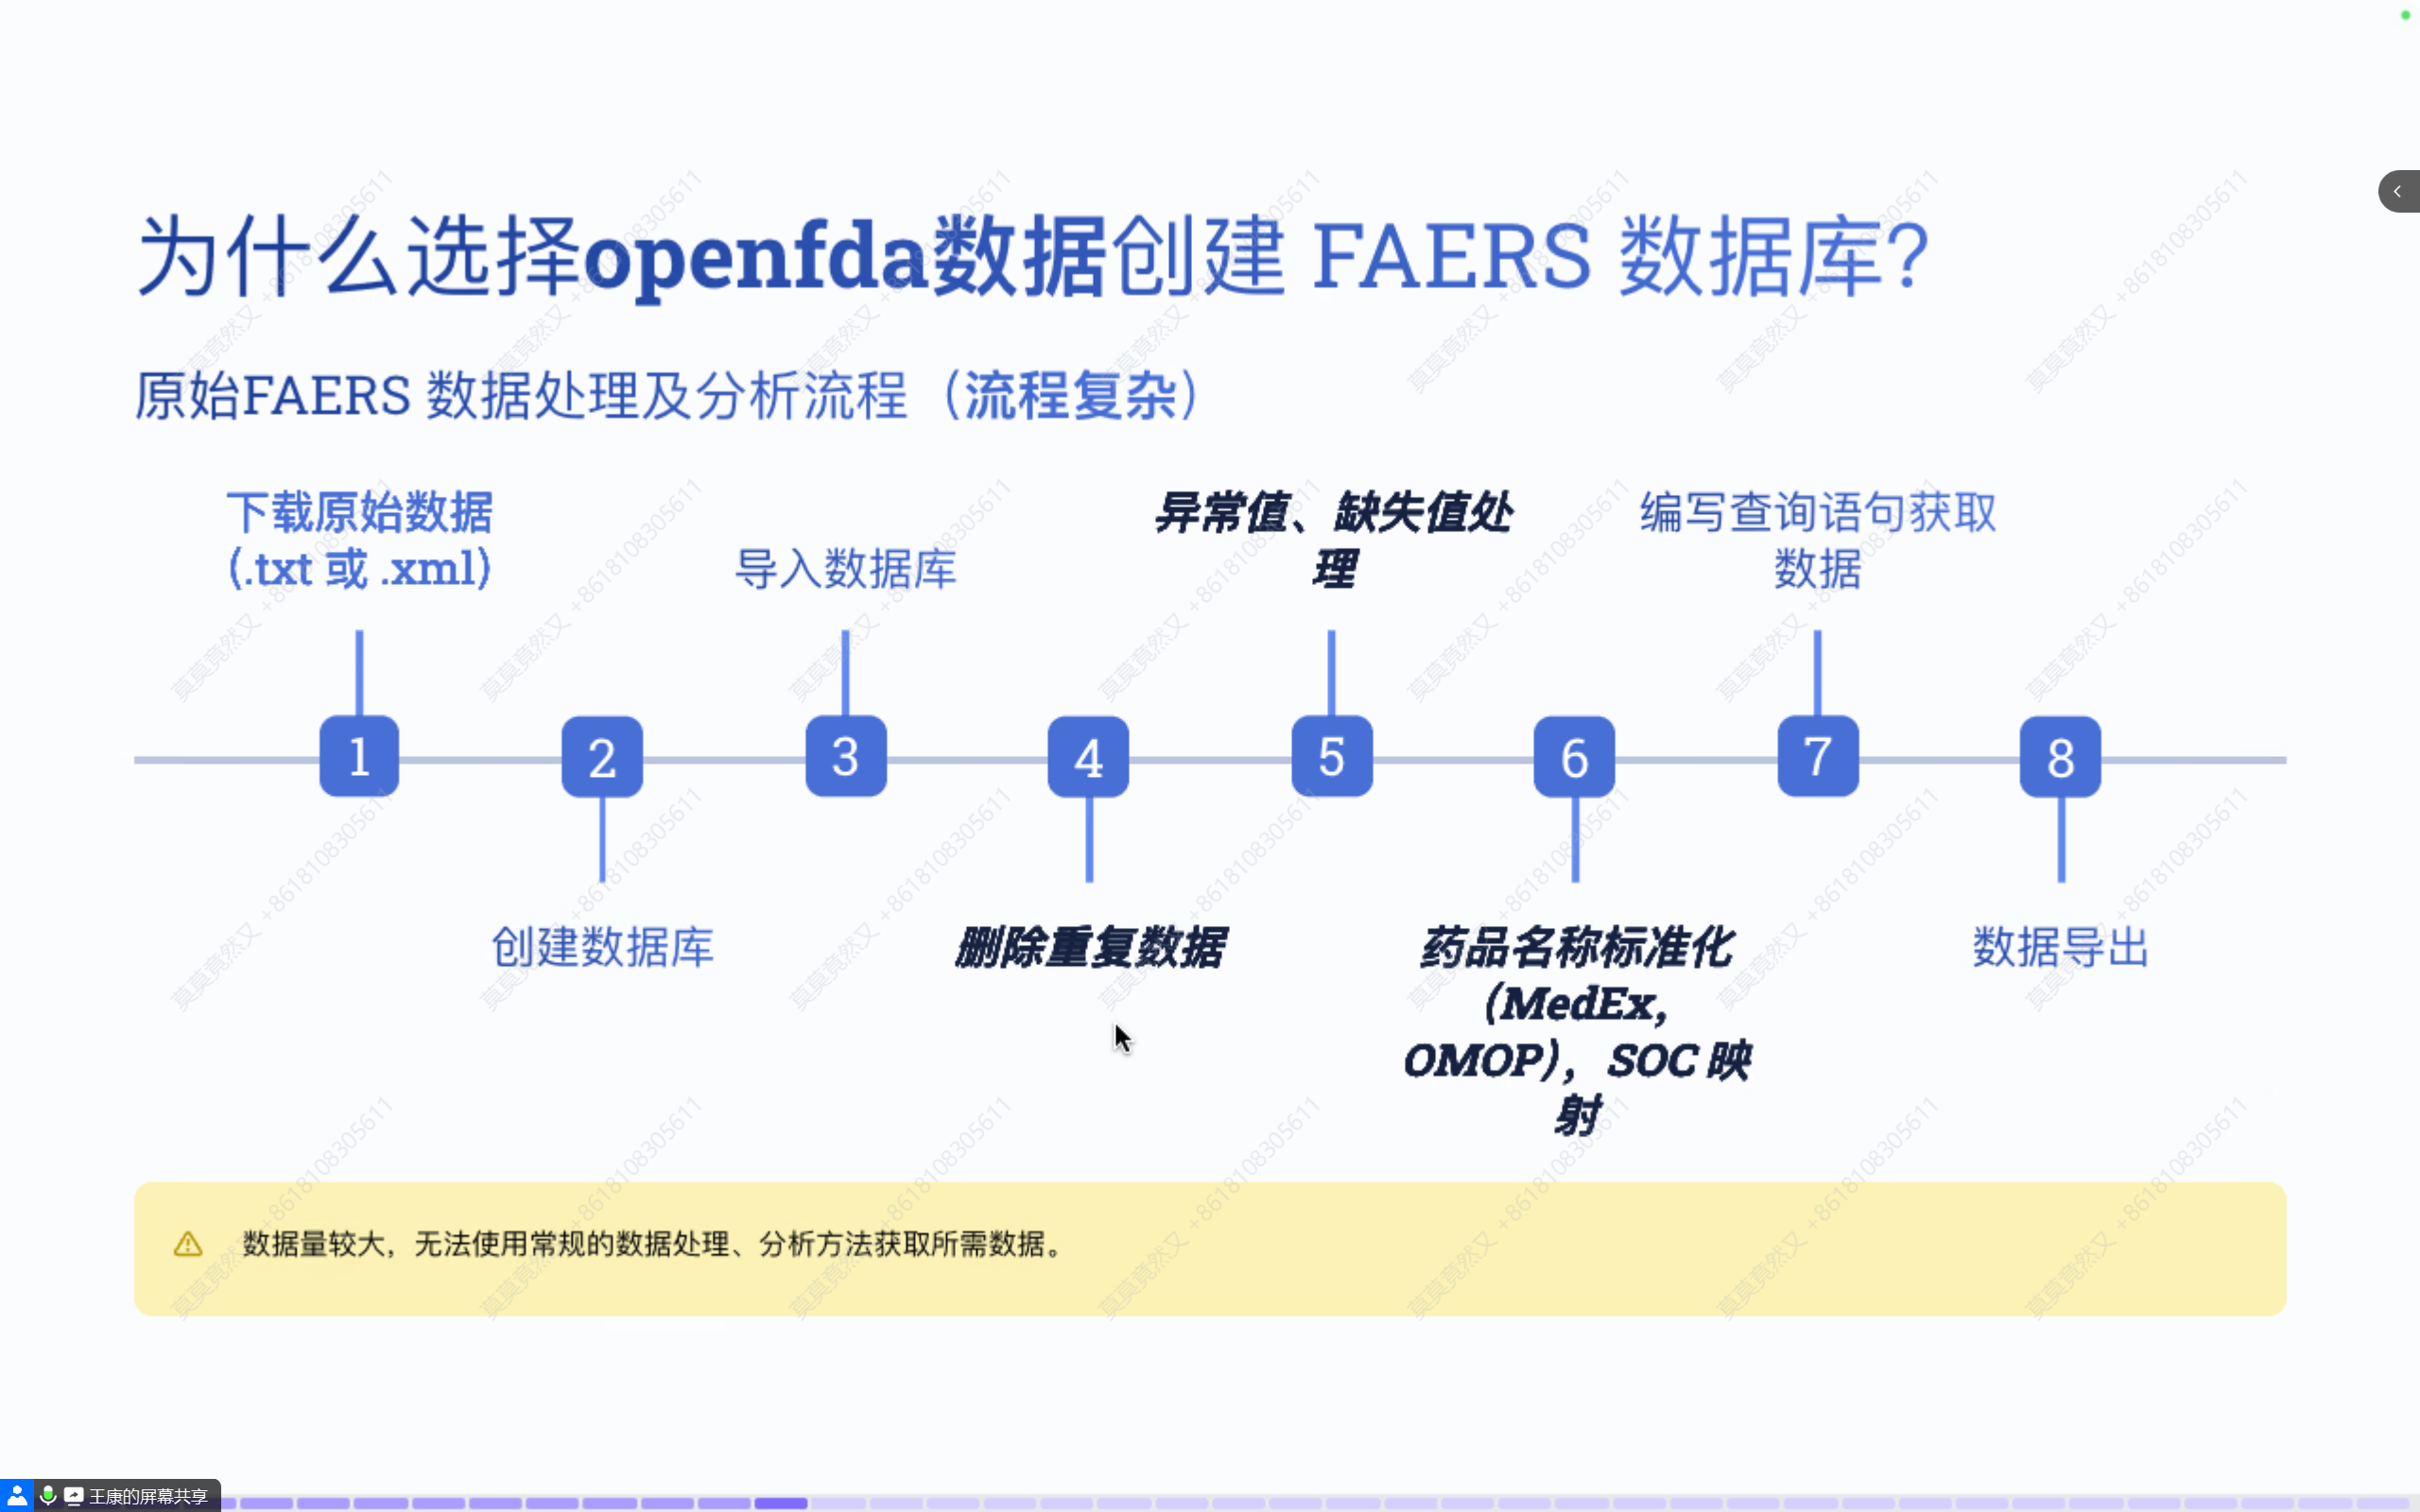 为什么选择openfda数据创建 FAERS 数据库?
原始FAERS 数据处理及分析流程（流程复杂）
下载原始数据
(.txt 或 .xml)
导入数据库
异常值、缺失值处
理
编写查询语句获取
数据
1
2
3
4
5
6
7
8
创建数据库
删除重复数据
药品名称标准化
(MedEx,
OMOP)，SOC 映
射
数据导出
数据量较大，无法使用常规的数据处理、分析方法获取所需数据。
王康的屏幕共享
莫莫竟然又 +8618108305611